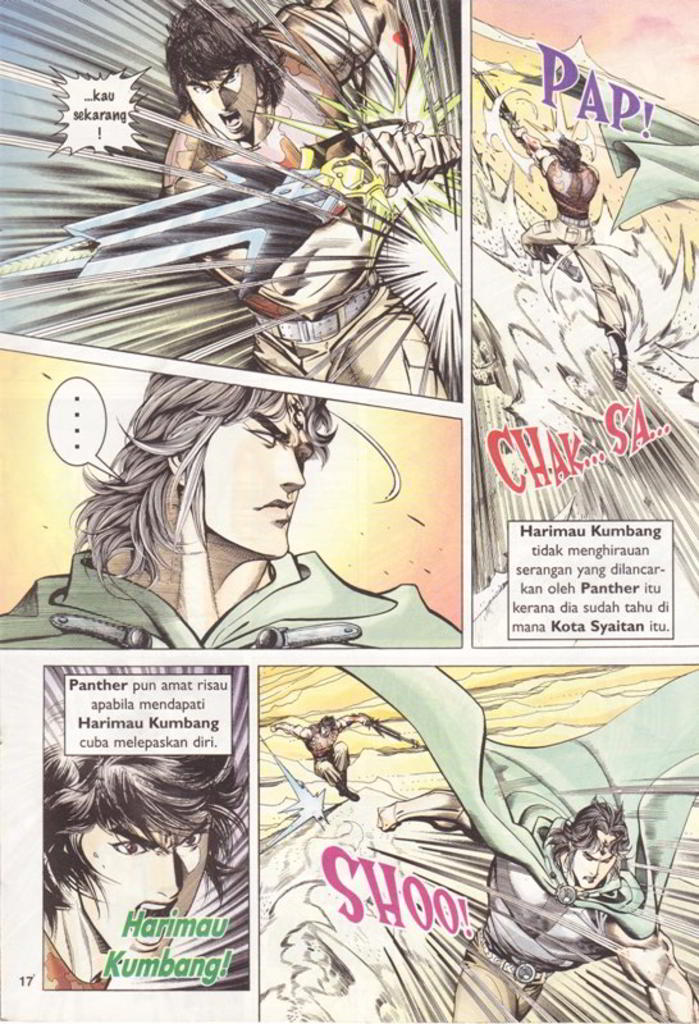 ...kau
sekarang
!
PAP!
....
CHAK... SA...
Harimau Kumbang
tidak menghirauan
serangan yang dilancar-
kan oleh Panther itu
kerana dia sudah tahu di
mana Kota Syaitan itu.
Panther pun amat risau
apabila mendapati
Harimau Kumbang
cuba melepaskan diri.
Harimau
Kumbang!
SHOO!
17